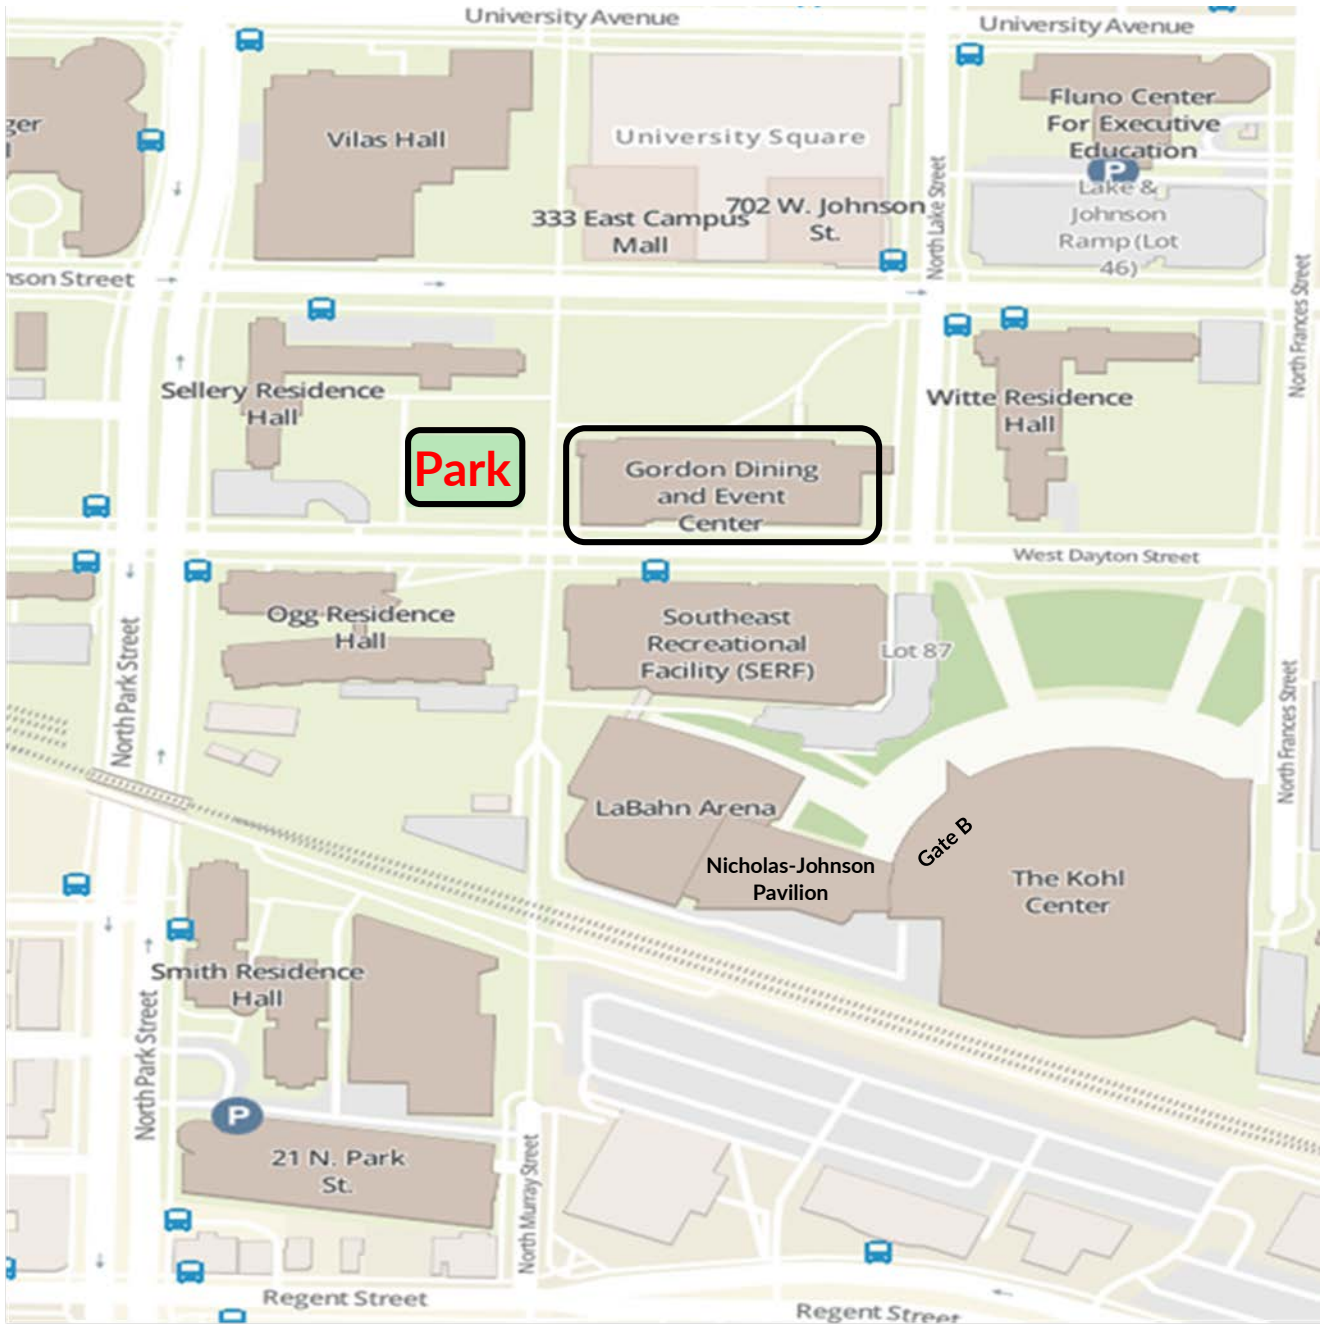 University Avenue
University Avenue
ger
Vilas Hall
University Square
Fluno Center
For Executive
Education
P
Lake &
Johnson
Ramp (Lot
46)
333 East Campus
Mall
702 W. Johnson
St.
North Lake Street
nson Street
North Frances Street
Sellery Residence
Hall
Witte Residence
Hall
Park
Gordon Dining
and Event
Center
West Dayton Street
Ogg Residence
Hall
Southeast
Recreational
Facility (SERF)
Lot 87
North Park Street
North Frances Street
LaBahn Arena
Gate B
Nicholas-Johnson
Pavilion
The Kohl
Center
Smith Residence
Hall
North Park Street
P
21 N. Park
St.
North Murray Street
Regent Street
Regent Street